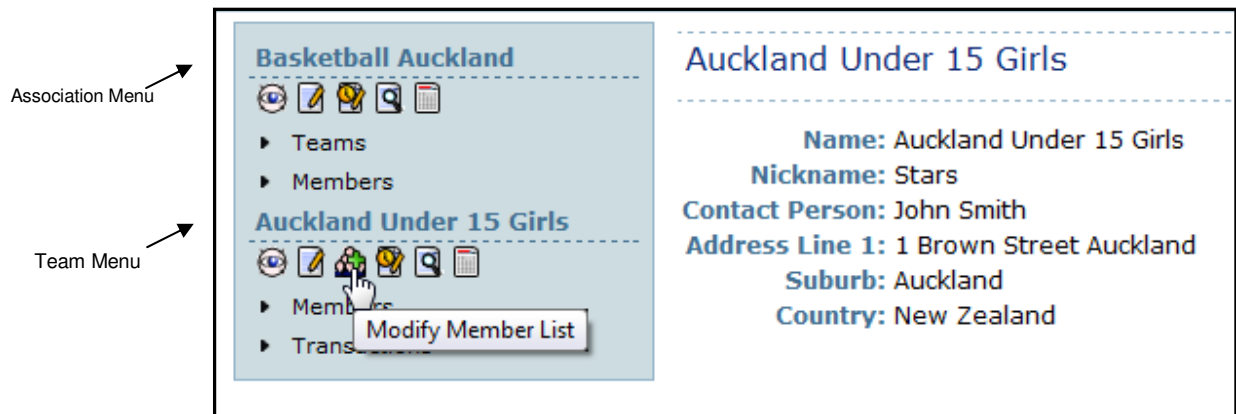 Association Menu
Team Menu
Basketball Auckland
Teams
Members
Auckland Under 15 Girls
Members
Modify Member List
Transactions
Auckland Under 15 Girls
Name: Auckland Under 15 Girls
Nickname: Stars
Contact Person: John Smith
Address Line 1: 1 Brown Street Auckland
Suburb: Auckland
Country: New Zealand